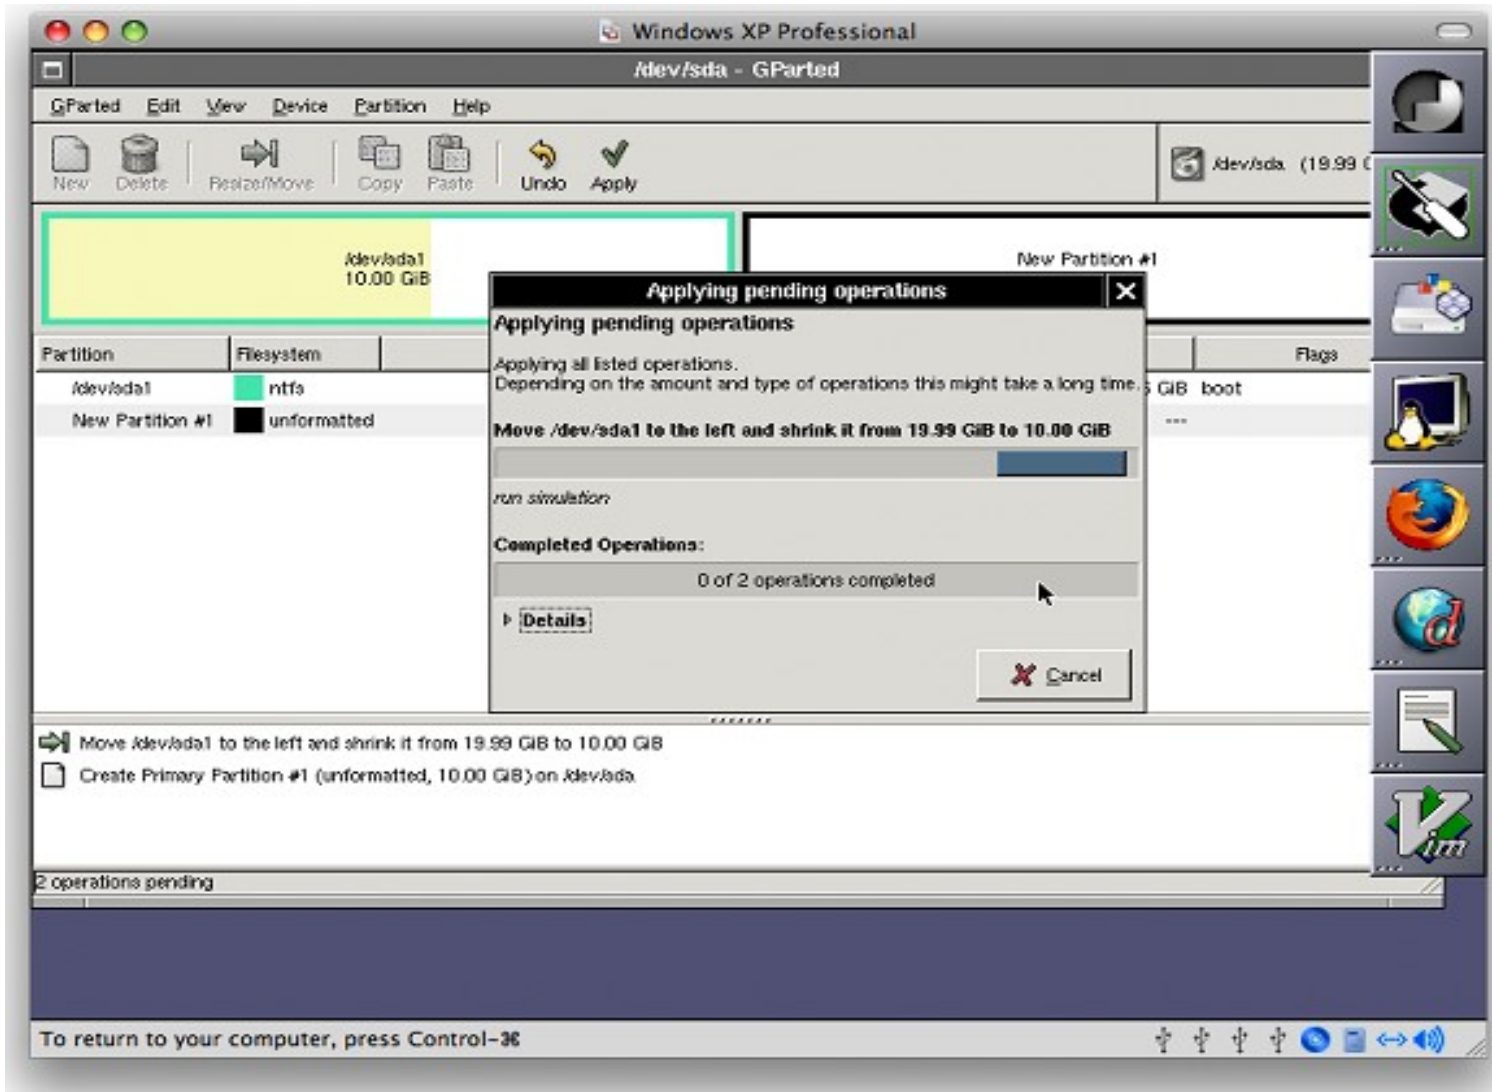 Windows XP Professional
/dev/sda - GParted
GParted Edit View Device Partition Help
New Delete Resize/Move Copy Paste Undo Apply
/dev/sda (19.99 G
/dev/sda1
10.00 GiB
New Partition #1
Partition Filesystem Flags
/dev/sda1 ntfs GiB boot
New Partition #1 unformatted ---
Applying pending operations
Applying pending operations
Applying all listed operations.
Depending on the amount and type of operations this might take a long time.
Move /dev/sda1 to the left and shrink it from 19.99 GiB to 10.00 GiB
run simulation
Completed Operations:
0 of 2 operations completed
Details
Cancel
Move /dev/sda1 to the left and shrink it from 19.99 GiB to 10.00 GiB
Create Primary Partition #1 (unformatted, 10.00 GiB) on /dev/sda
2 operations pending
d
Vim
To return to your computer, press Control-⌘